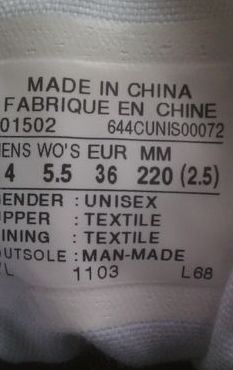 MADE IN CHINA
FABRIQUE EN CHINE
01502 644CUNIS00072
ENS WO'S EUR MM
4 5.5 36 220 (2.5)
ENDER : UNISEX
PPER : TEXTILE
INING : TEXTILE
UTSOLE : MAN-MADE
L 1103 L68